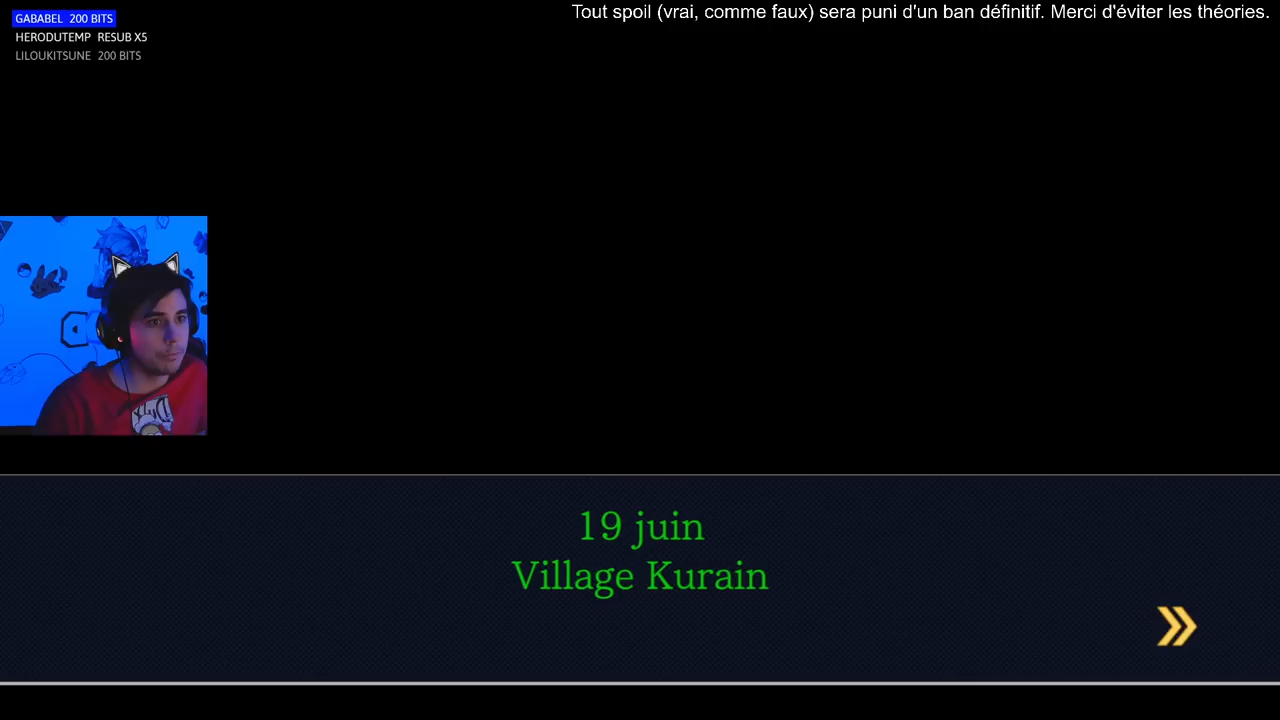 GABABEL 200 BITS
HERODUTEMP RESUB X5
LILOUKITSUNE 200 BITS
Tout spoil (vrai, comme faux) sera puni d'un ban définitif. Merci d'éviter les théories.
19 juin
Village Kurain